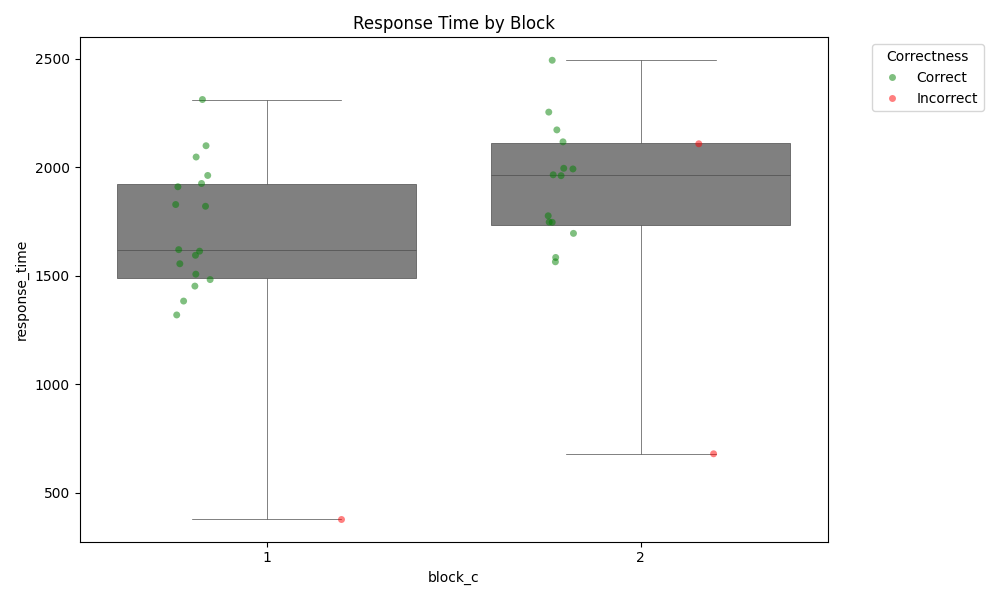 Response Time by Block
Correctness
Correct
Incorrect
response_time
2500
2000
1500
1000
500
1
2
block_c